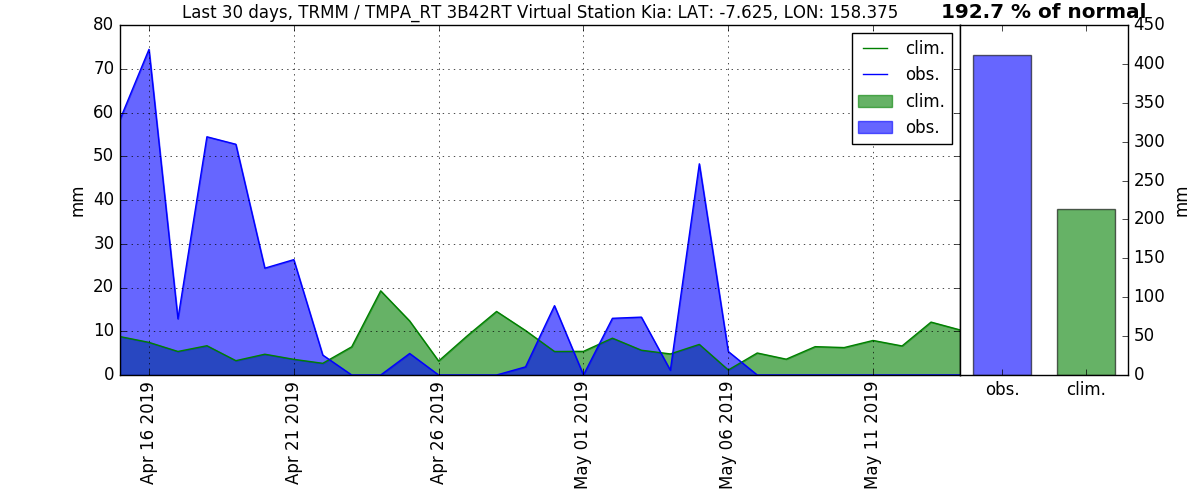 Last 30 days, TRMM / TMPA_RT 3B42RT Virtual Station Kia: LAT: -7.625, LON: 158.375
192.7 % of normal
80
70
60
50
40
30
20
10
0
mm
clim.
obs.
clim.
obs.
450
400
350
300
250
200
150
100
50
0
mm
Apr 16 2019
Apr 21 2019
Apr 26 2019
May 01 2019
May 06 2019
May 11 2019
obs.
clim.